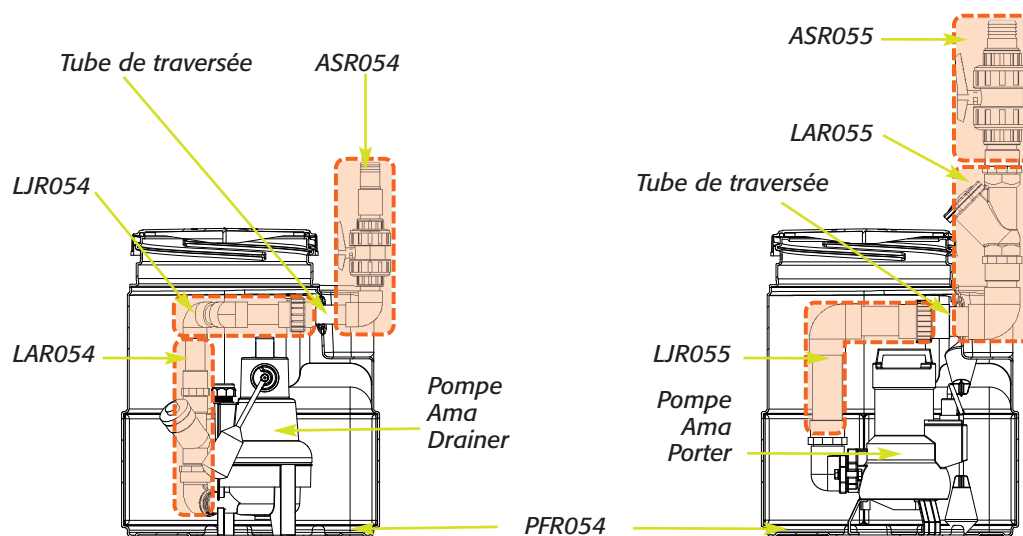 Tube de traversée
ASR054
LJR054
LAR054
Pompe
Ama
Drainer
PFR054
ASR055
LAR055
Tube de traversée
LJR055
Pompe
Ama
Porter